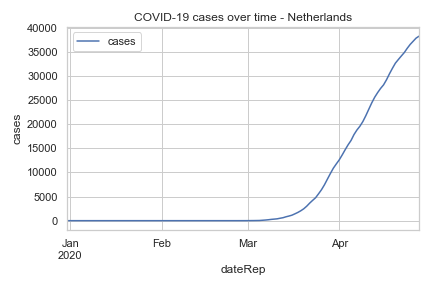 COVID-19 cases over time - Netherlands
cases
40000
35000
30000
25000
20000
15000
10000
5000
0
cases
Jan
2020
Feb
Mar
Apr
dateRep